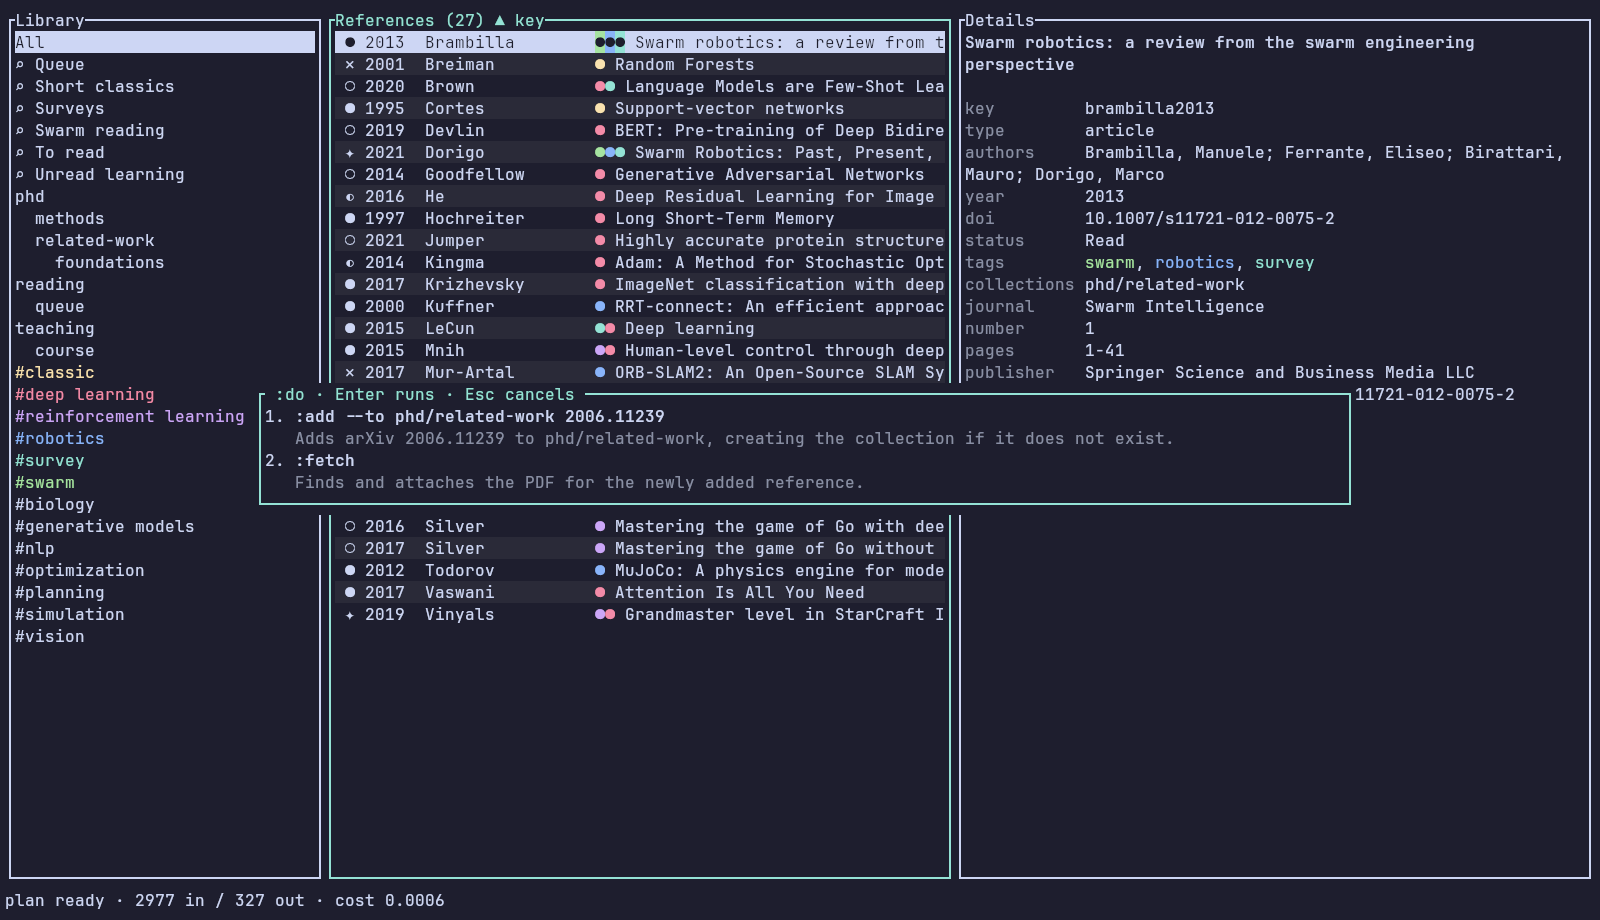 Library
All
⌕ Queue
⌕ Short classics
⌕ Surveys
⌕ Swarm reading
⌕ To read
⌕ Unread learning
phd
methods
related-work
foundations
reading
queue
teaching
course
#classic
#deep learning
#reinforcement learning
#robotics
#survey
#swarm
#biology
#generative models
#nlp
#optimization
#planning
#simulation
#vision
References (27) ▲ key
● 2013 Brambilla ●●● Swarm robotics: a review from t
× 2001 Breiman ● Random Forests
○ 2020 Brown ●● Language Models are Few-Shot Lea
● 1995 Cortes ● Support-vector networks
○ 2019 Devlin ● BERT: Pre-training of Deep Bidire
✦ 2021 Dorigo ●●● Swarm Robotics: Past, Present,
○ 2014 Goodfellow ● Generative Adversarial Networks
◐ 2016 He ● Deep Residual Learning for Image
● 1997 Hochreiter ● Long Short-Term Memory
○ 2021 Jumper ● Highly accurate protein structure
◐ 2014 Kingma ● Adam: A Method for Stochastic Opt
● 2017 Krizhevsky ● ImageNet classification with deep
● 2000 Kuffner ● RRT-connect: An efficient approac
● 2015 LeCun ●● Deep learning
● 2015 Mnih ●● Human-level control through deep
× 2017 Mur-Artal ● ORB-SLAM2: An Open-Source SLAM Sy
:do · Enter runs · Esc cancels
1. :add --to phd/related-work 2006.11239
Adds arXiv 2006.11239 to phd/related-work, creating the collection if it does not exist.
2. :fetch
Finds and attaches the PDF for the newly added reference.
○ 2016 Silver ● Mastering the game of Go with dee
○ 2017 Silver ● Mastering the game of Go without
● 2012 Todorov ● MuJoCo: A physics engine for mode
● 2017 Vaswani ● Attention Is All You Need
✦ 2019 Vinyals ●● Grandmaster level in StarCraft I
Details
Swarm robotics: a review from the swarm engineering
perspective
key brambilla2013
type article
authors Brambilla, Manuele; Ferrante, Eliseo; Birattari,
Mauro; Dorigo, Marco
year 2013
doi 10.1007/s11721-012-0075-2
status Read
tags swarm, robotics, survey
collections phd/related-work
journal Swarm Intelligence
number 1
pages 1-41
publisher Springer Science and Business Media LLC
11721-012-0075-2
plan ready · 2977 in / 327 out · cost 0.0006